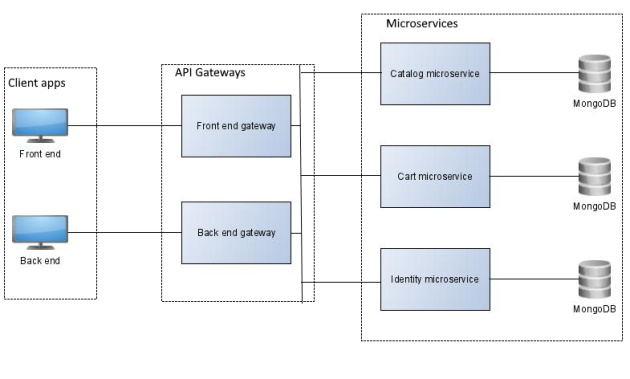 Microservices
API Gateways
Client apps
Catalog microservice
MongoDB
Front end gateway
Front end
Cart microservice
MongoDB
Back end gateway
Back end
Identity microservice
MongoDB